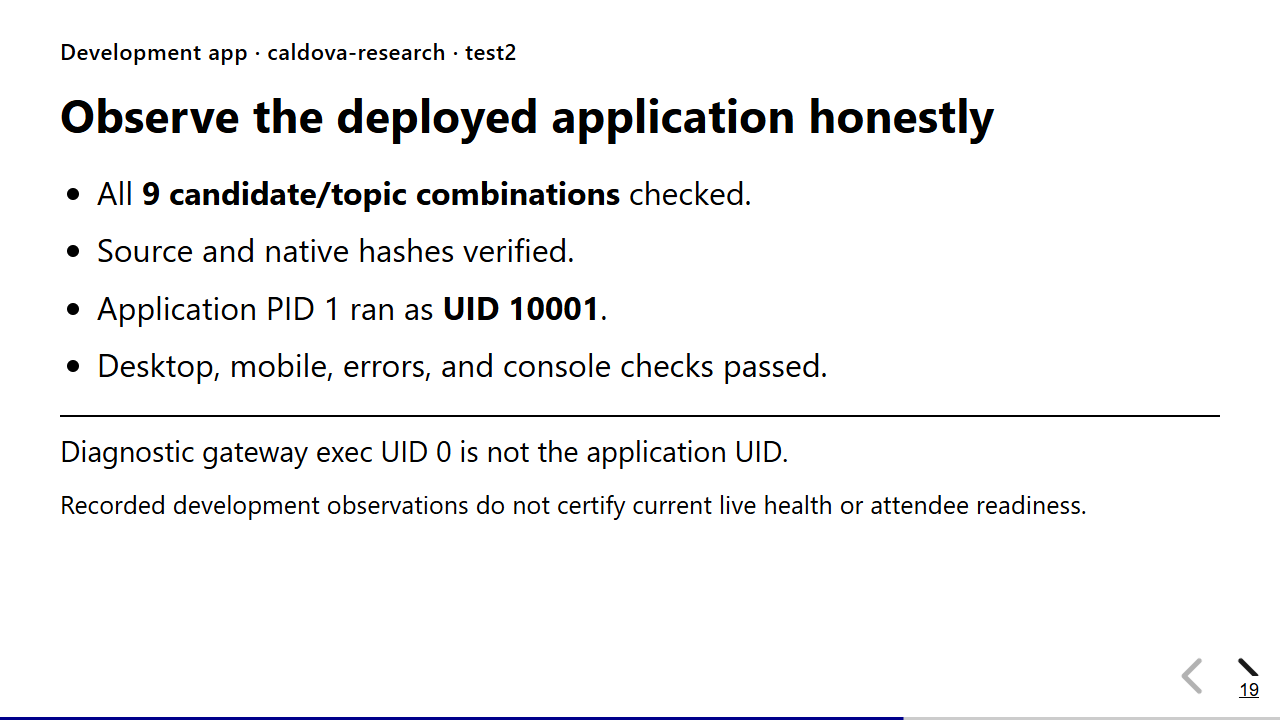 Development app · caldova-research · test2
Observe the deployed application honestly
All 9 candidate/topic combinations checked.
Source and native hashes verified.
Application PID 1 ran as UID 10001.
Desktop, mobile, errors, and console checks passed.
Diagnostic gateway exec UID 0 is not the application UID.
Recorded development observations do not certify current live health or attendee readiness.
19